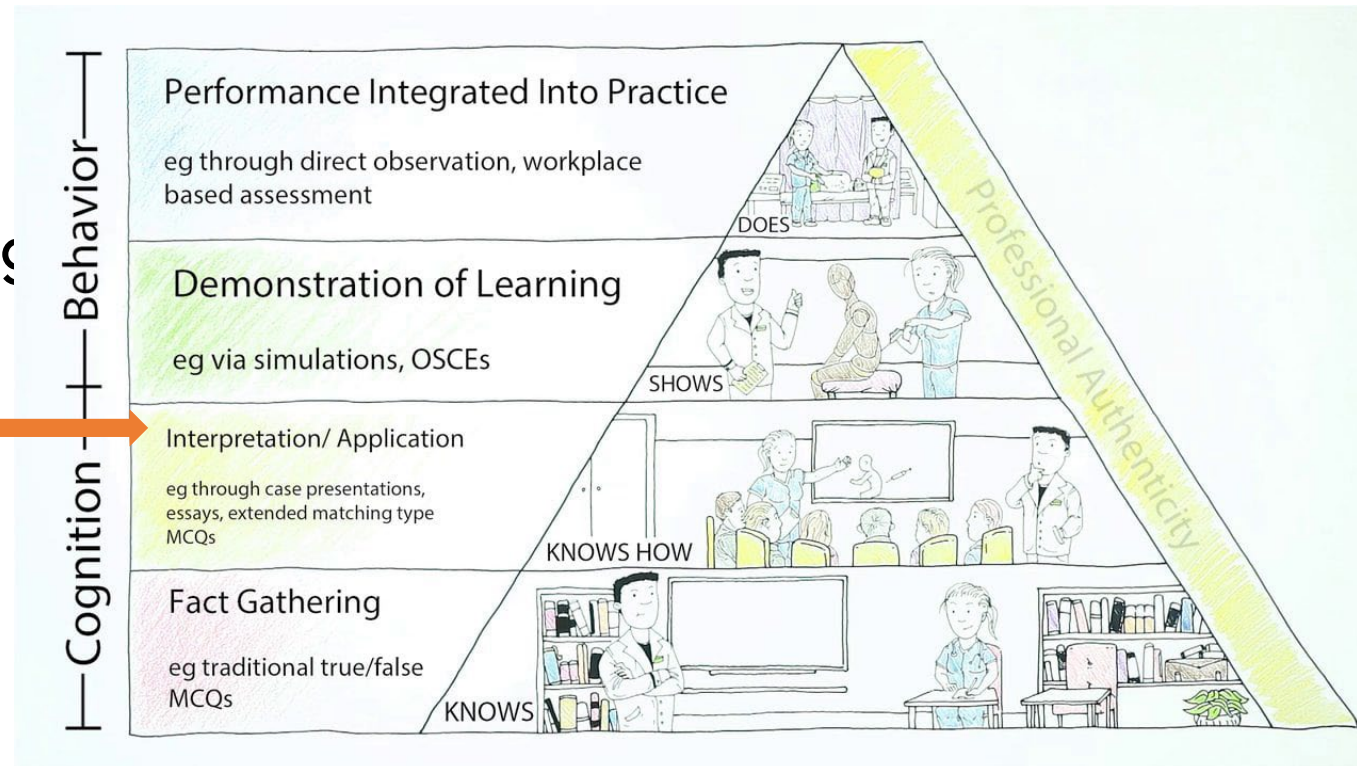 Performance Integrated Into Practice
eg through direct observation, workplace
based assessment
DOES
Demonstration of Learning
eg via simulations, OSCEs
SHOWS
Interpretation/ Application
eg through case presentations,
essays, extended matching type
MCQs
KNOWS HOW
Fact Gathering
eg traditional true/false
MCQs
KNOWS
Behavior
Cognition
Professional Authenticity